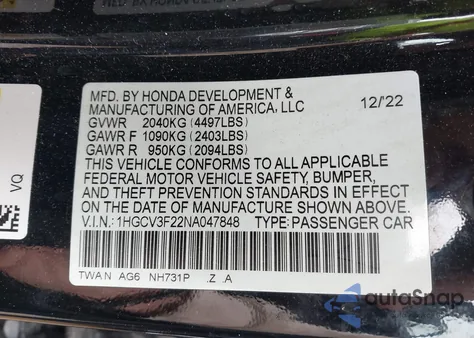 MFD. BY HONDA DEVELOPMENT &
MANUFACTURING OF AMERICA, LLC 12/'22
GVWR 2040KG (4497LBS)
GAWR F 1090KG (2403LBS)
GAWR R 950KG (2094LBS)
THIS VEHICLE CONFORMS TO ALL APPLICABLE
FEDERAL MOTOR VEHICLE SAFETY, BUMPER,
AND THEFT PREVENTION STANDARDS IN EFFECT
ON THE DATE OF MANUFACTURE SHOWN ABOVE.
V.I.N.: 1HGCV3F22NA047848 TYPE: PASSENGER CAR
TWA N AG6 NH731P .Z .A
VQ
autoSnap